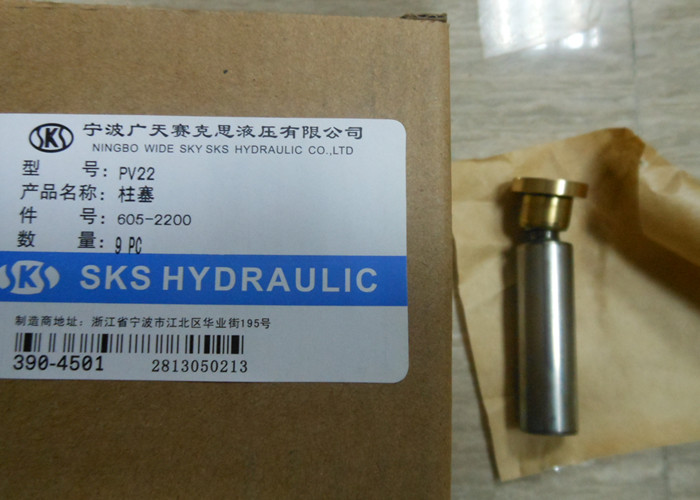 SKS 宁波广天赛克思液压有限公司
NINGBO WIDE SKY SKS HYDRAULIC CO.,LTD
型 号: PV22
产品名称: 柱塞
件 号: 605-2200
数 量: 9 PC
SKS SKS HYDRAULIC
制造商地址: 浙江省宁波市江北区华业街195号
390-4501 2813050213